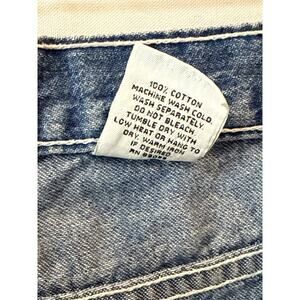 100% COTTON
MACHINE WASH COLD.
WASH SEPARATELY.
DO NOT BLEACH.
TUMBLE DRY WITH
LOW HEAT OR HANG TO
DRY. WARM IRON
IF DESIRED
RN